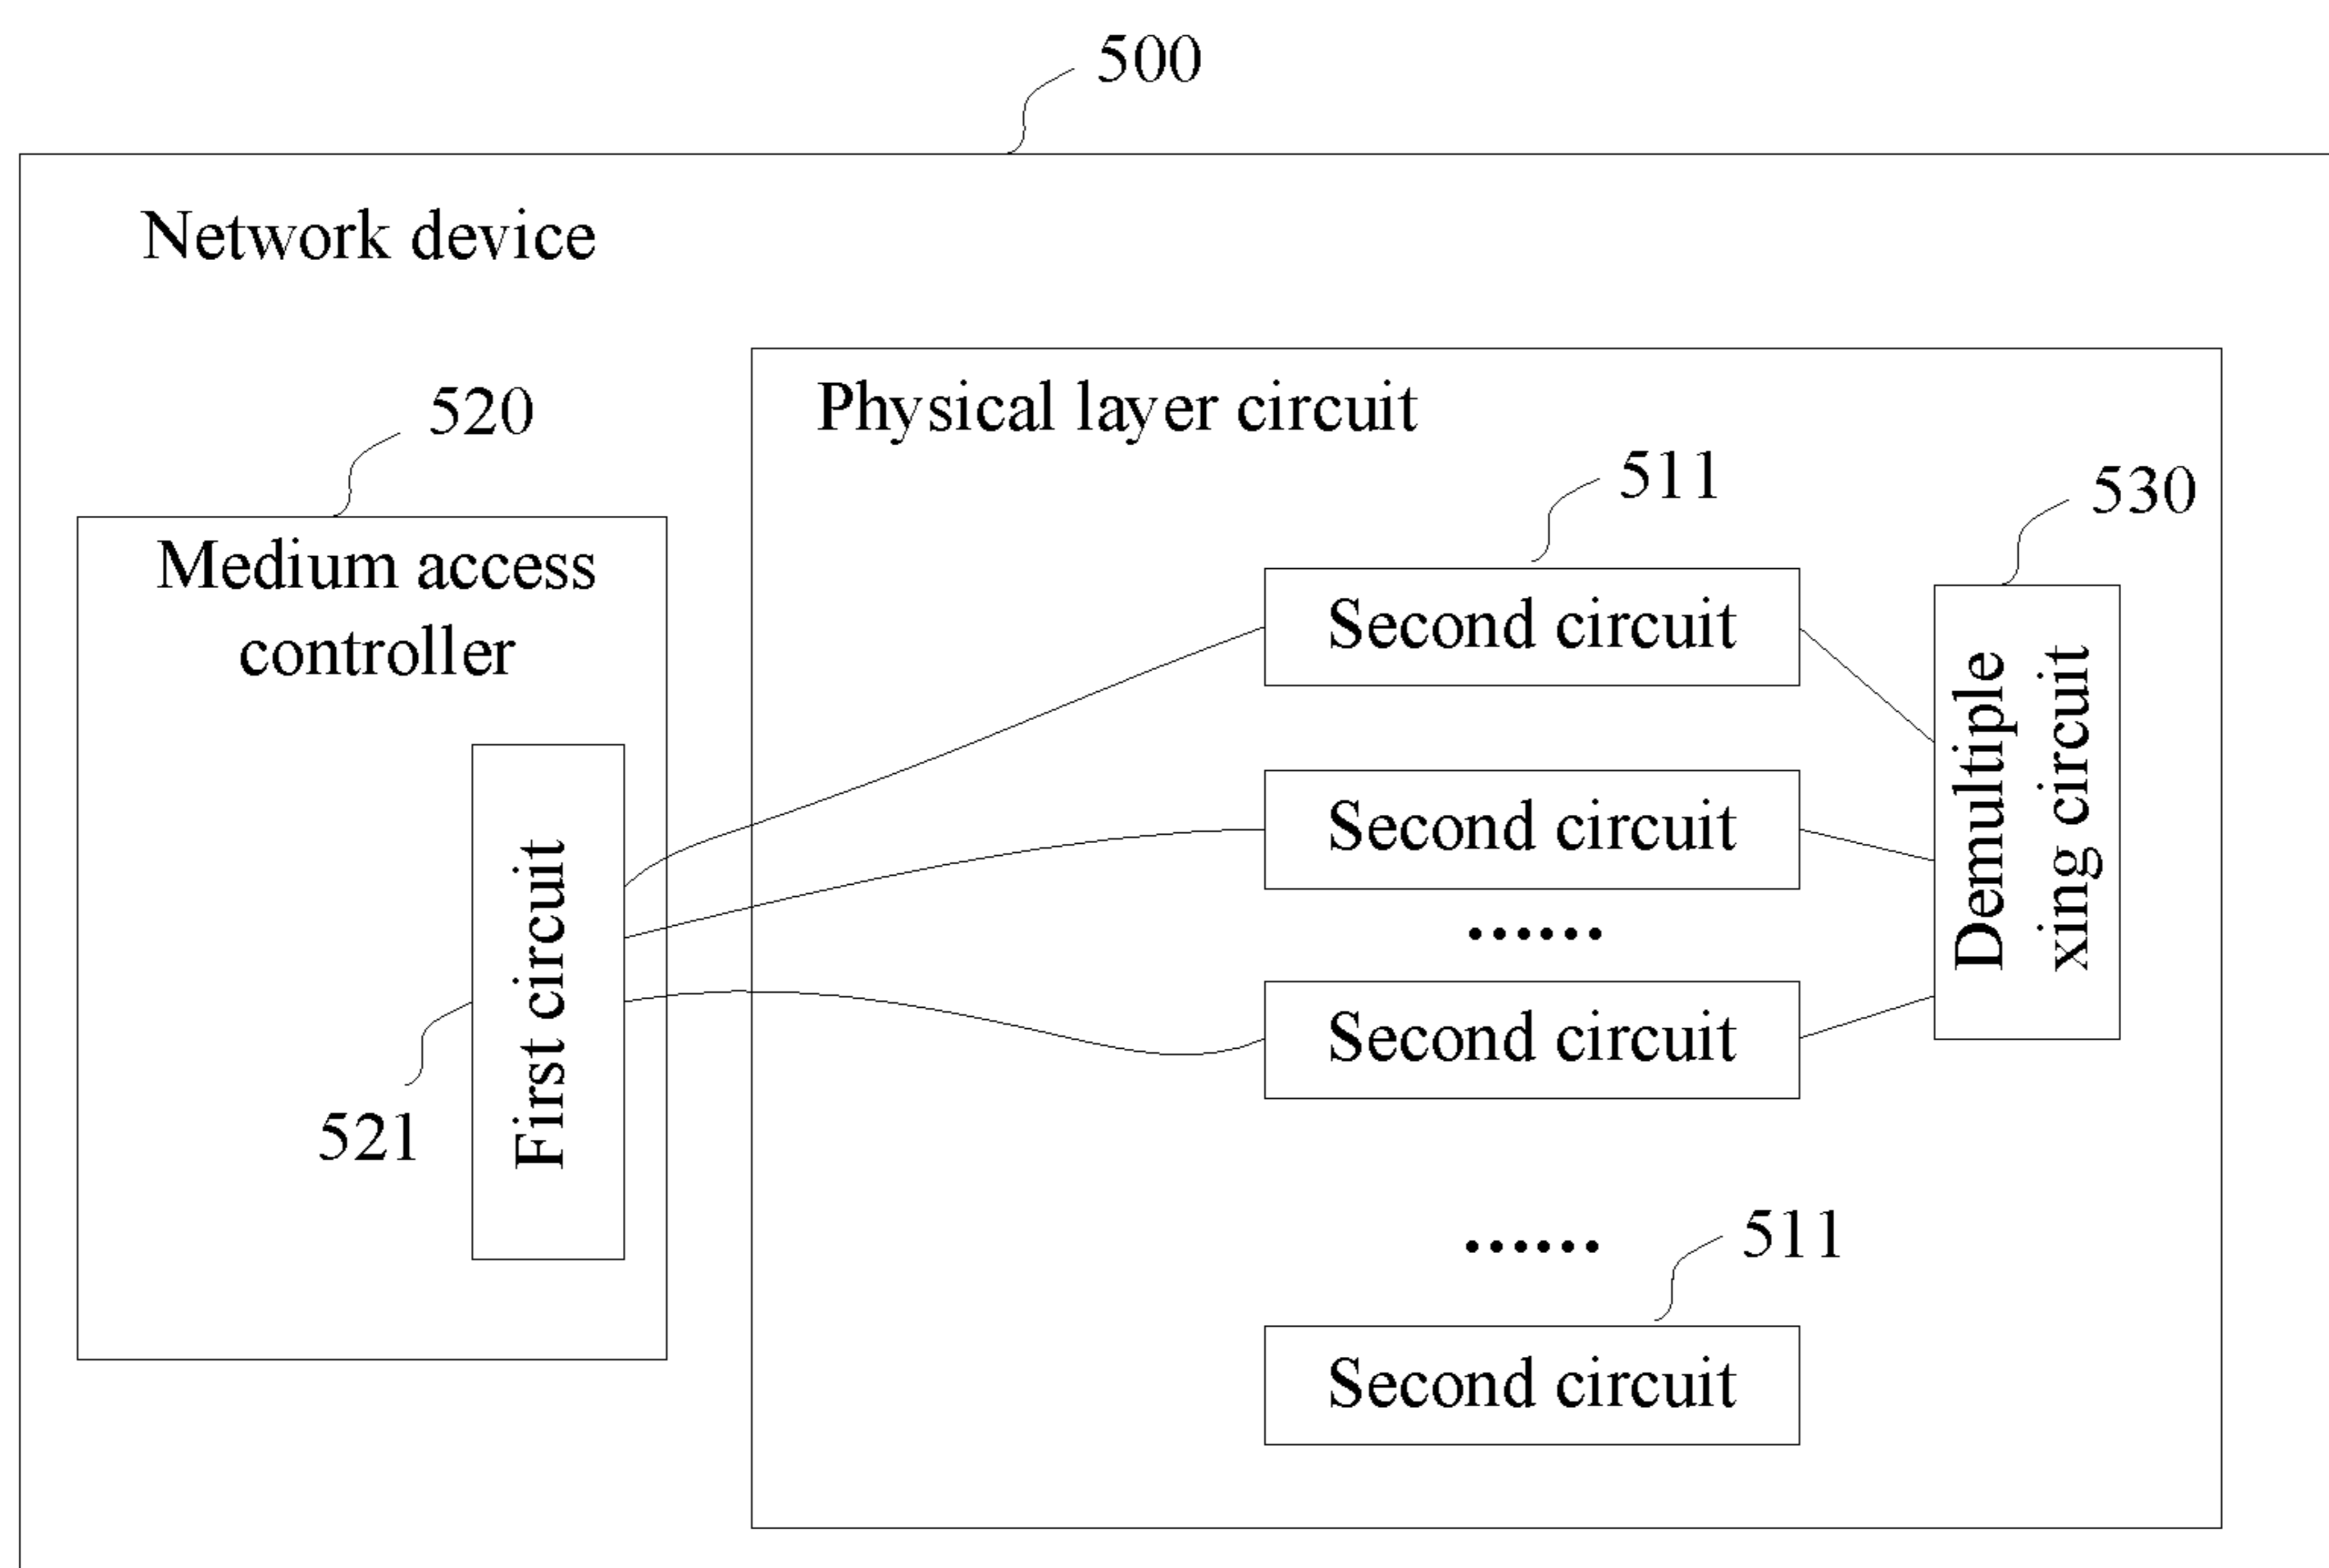 500
Network device
Physical layer circuit
520
511
530
Medium access
controller
Second circuit
Demultiple
xing circuit
Second circuit
First circuit
......
Second circuit
521
......
511
Second circuit